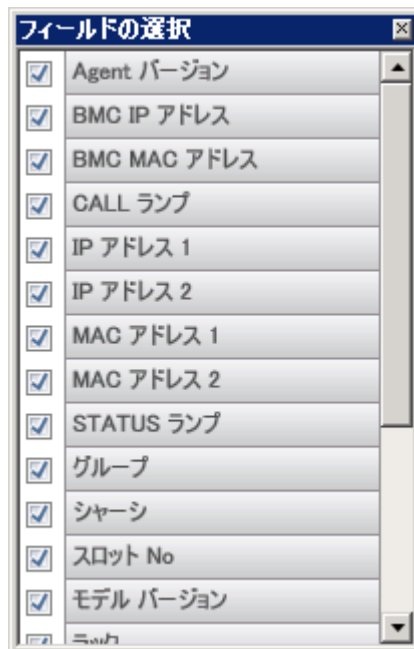 フィールドの選択
Agent バージョン
BMC IP アドレス
BMC MAC アドレス
CALL ランプ
IP アドレス 1
IP アドレス 2
MAC アドレス 1
MAC アドレス 2
STATUS ランプ
グループ
シャーシ
スロット No
モデル バージョン
ラック